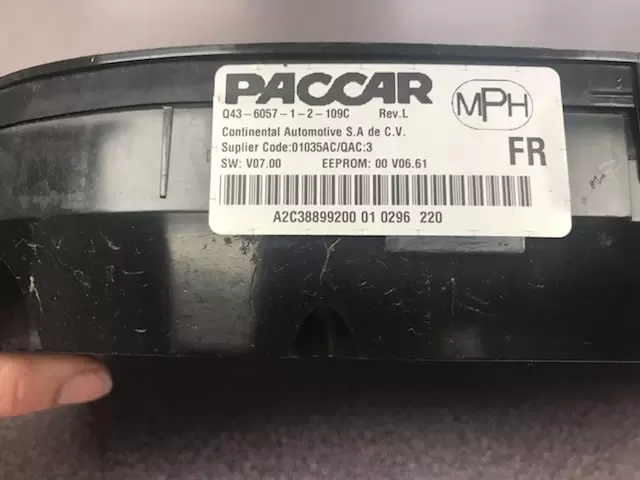 PACCAR
MPH
Q43-6057-1-2-109C Rev.L
Continental Automotive S.A de C.V.
Suplier Code:01035AC/QAC:3
FR
SW: V07.00 EEPROM: 00 V06.61
A2C38899200 01 0296 220